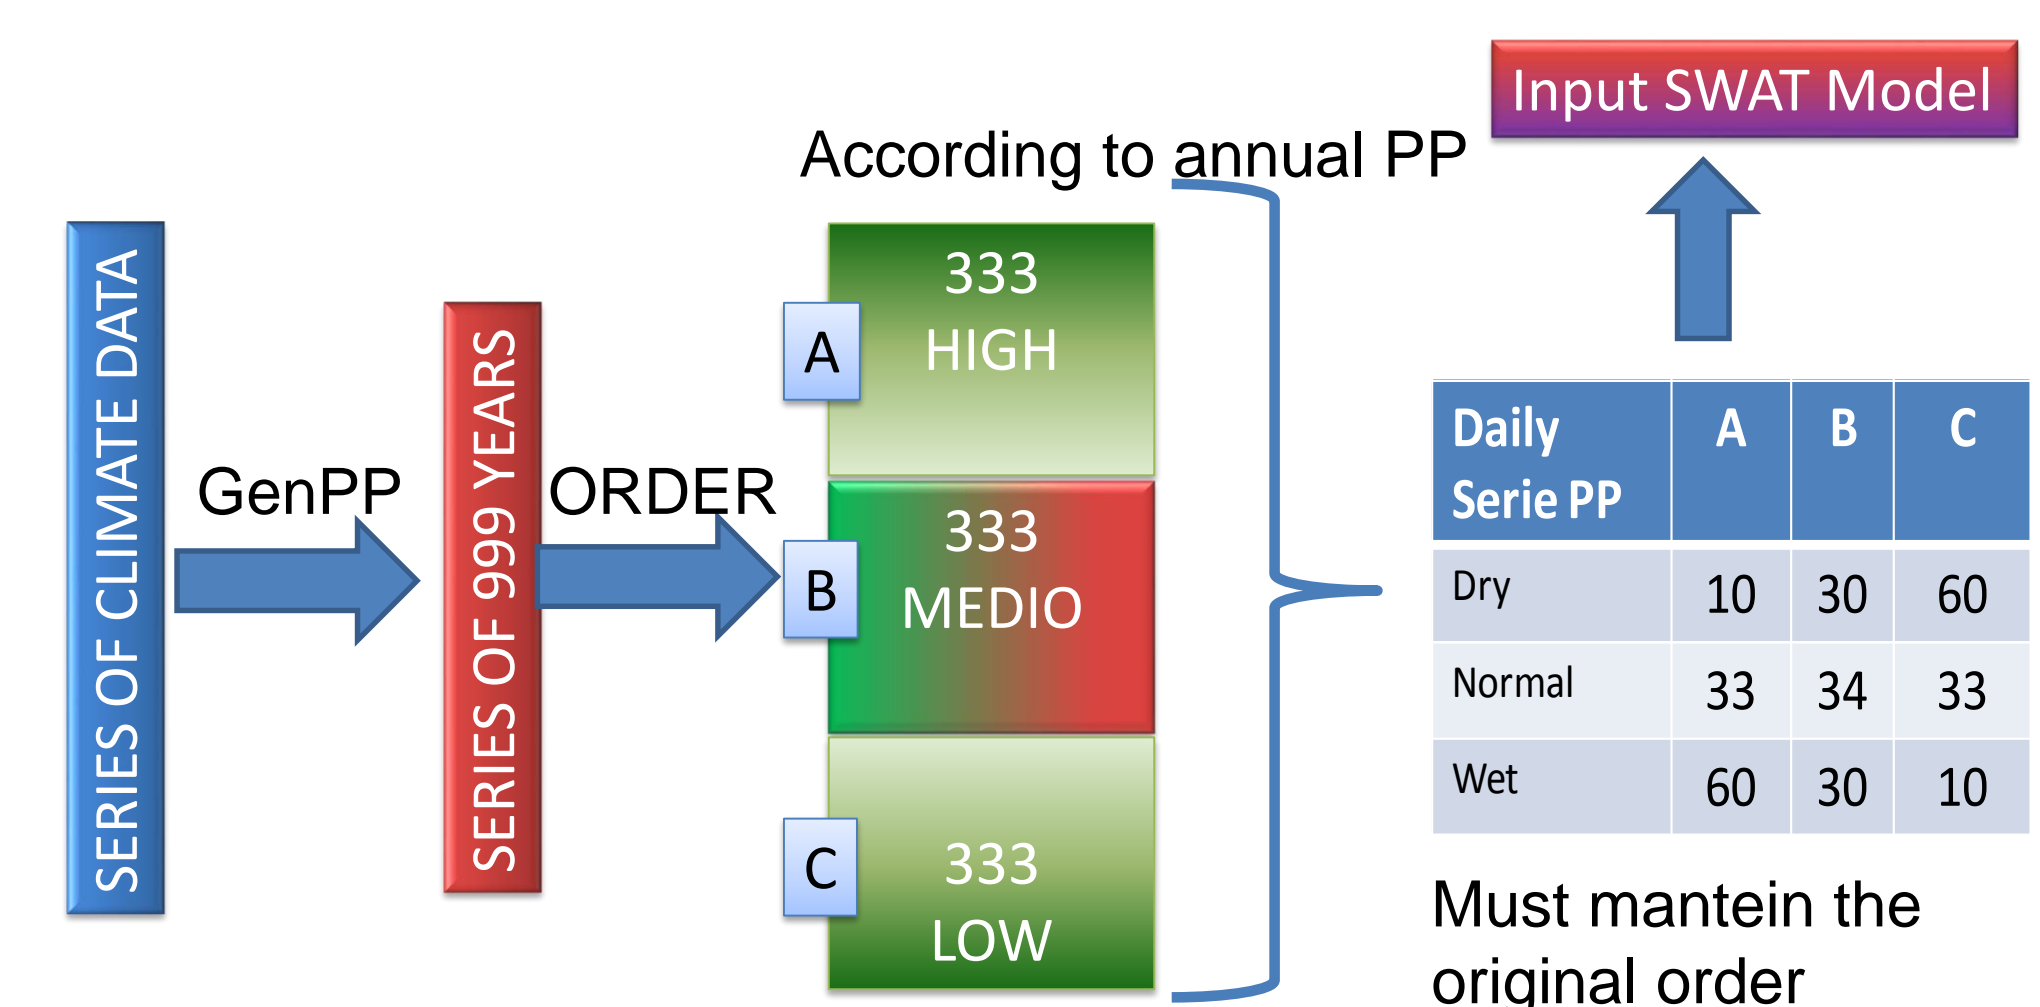 SERIES OF CLIMATE DATA
GenPP
SERIES OF 999 YEARS
ORDER
According to annual PP
A
333
HIGH
B
333
MEDIO
C
333
LOW
Input SWAT Model
Daily Serie PP A B C
Dry 10 30 60
Normal 33 34 33
Wet 60 30 10
Must mantein the
original order